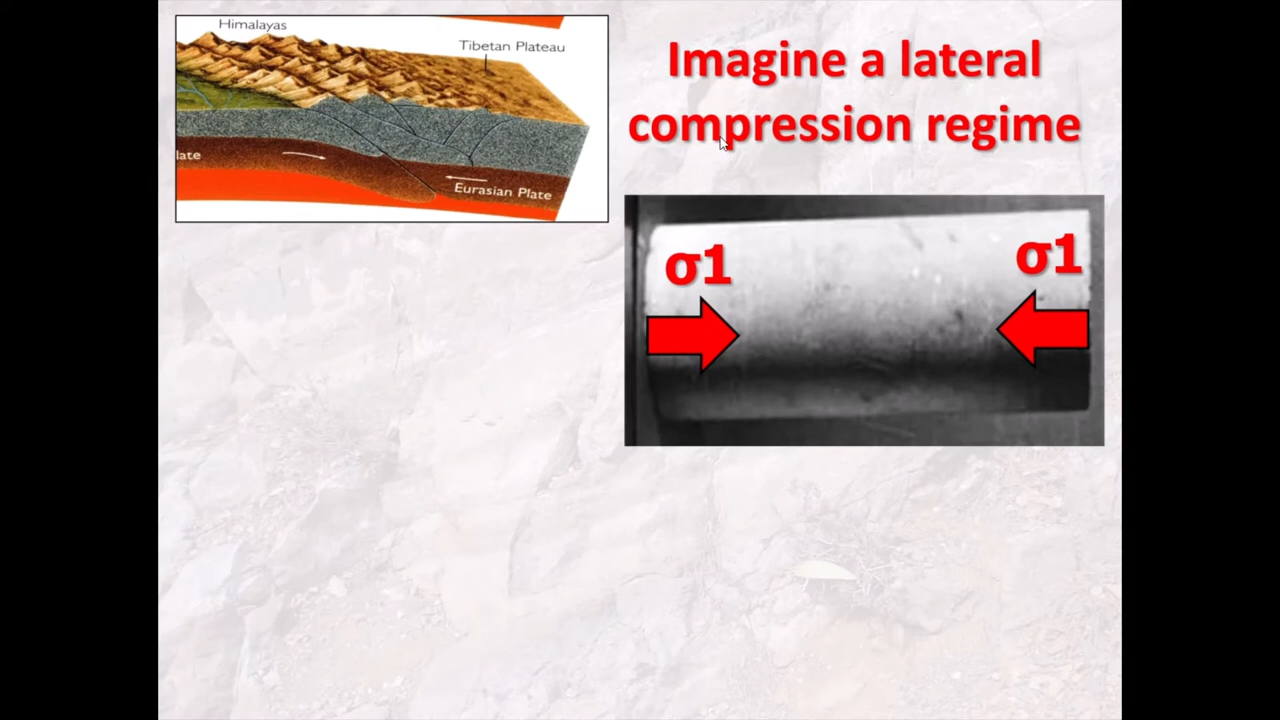 Himalayas
Tibetan Plateau
late
Eurasian Plate
Imagine a lateral
compression regime
σ1
σ1